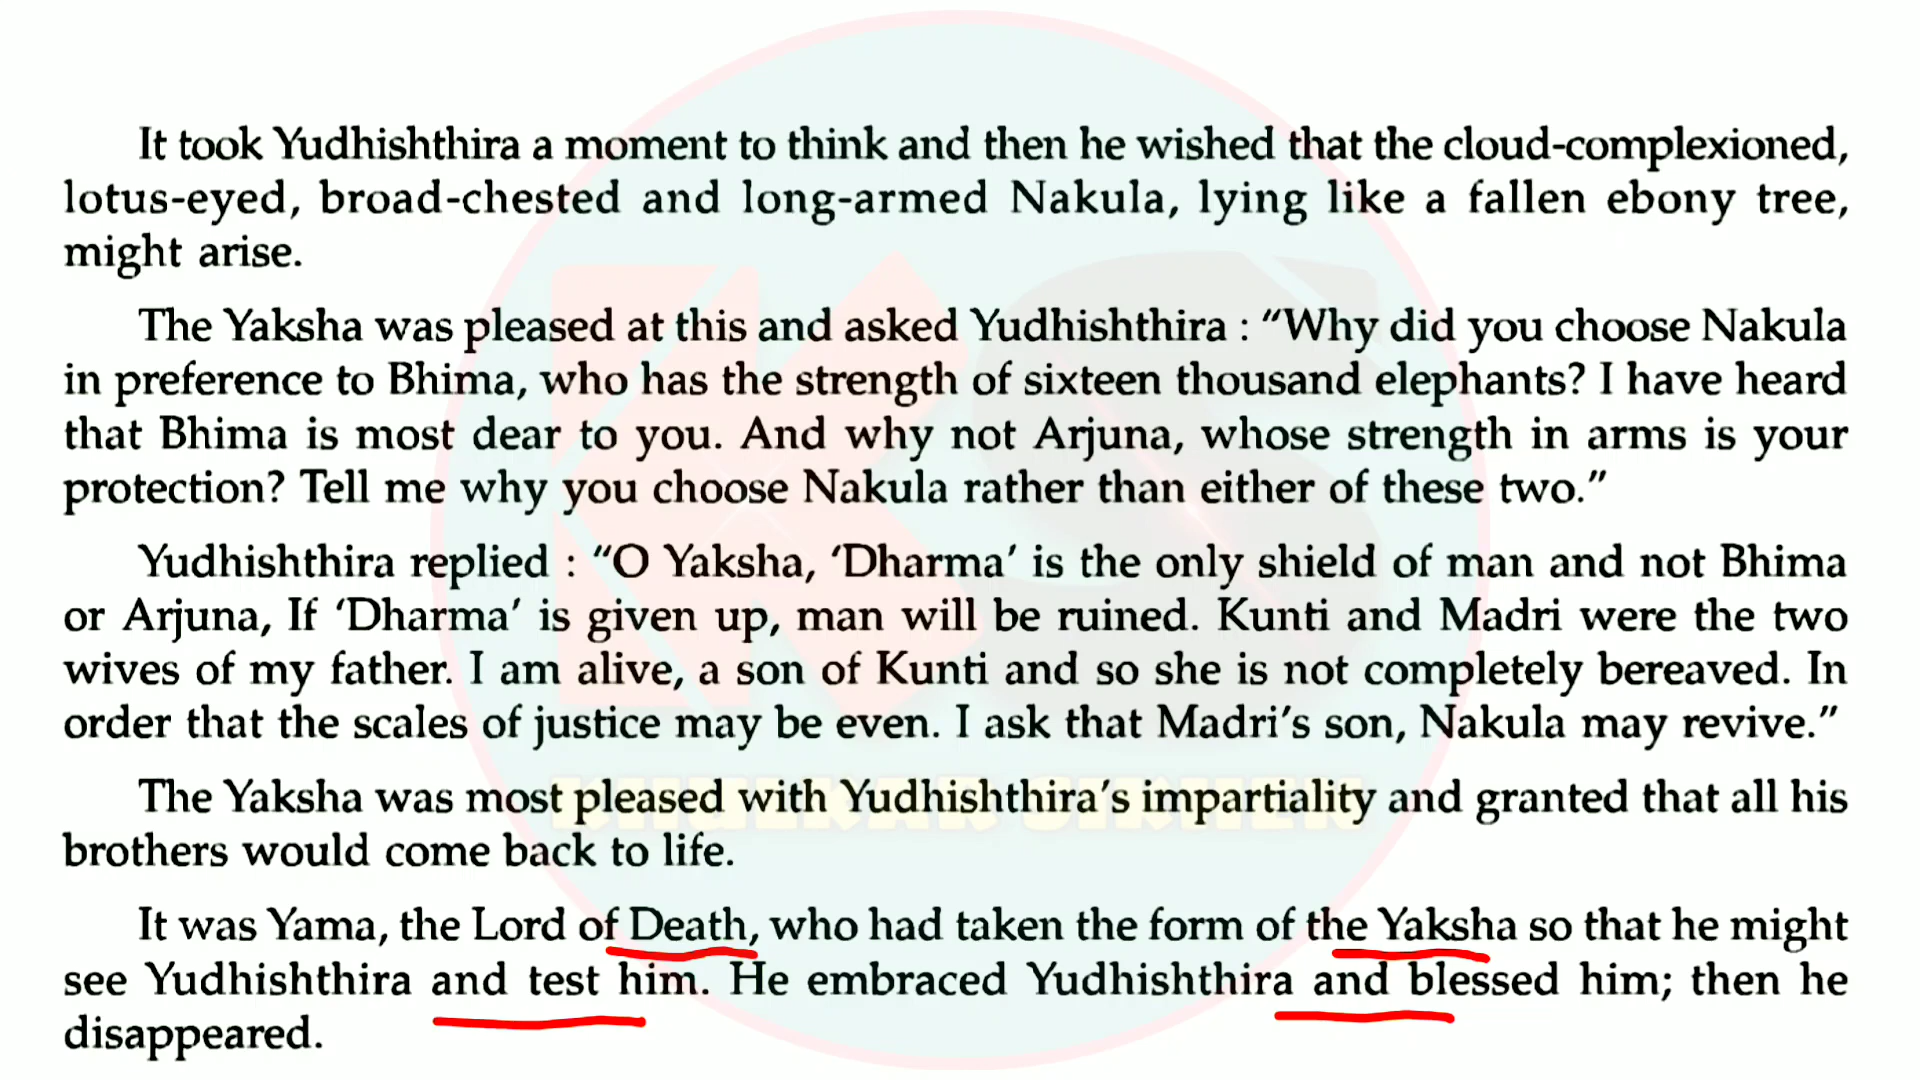 It took Yudhishthira a moment to think and then he wished that the cloud-complexioned,
lotus-eyed, broad-chested and long-armed Nakula, lying like a fallen ebony tree,
might arise.
The Yaksha was pleased at this and asked Yudhishthira : “Why did you choose Nakula
in preference to Bhima, who has the strength of sixteen thousand elephants? I have heard
that Bhima is most dear to you. And why not Arjuna, whose strength in arms is your
protection? Tell me why you choose Nakula rather than either of these two.”
Yudhishthira replied : “O Yaksha, ‘Dharma’ is the only shield of man and not Bhima
or Arjuna, If ‘Dharma’ is given up, man will be ruined. Kunti and Madri were the two
wives of my father. I am alive, a son of Kunti and so she is not completely bereaved. In
order that the scales of justice may be even. I ask that Madri’s son, Nakula may revive.”
The Yaksha was most pleased with Yudhishthira’s impartiality and granted that all his
brothers would come back to life.
It was Yama, the Lord of Death, who had taken the form of the Yaksha so that he might
see Yudhishthira and test him. He embraced Yudhishthira and blessed him; then he
disappeared.